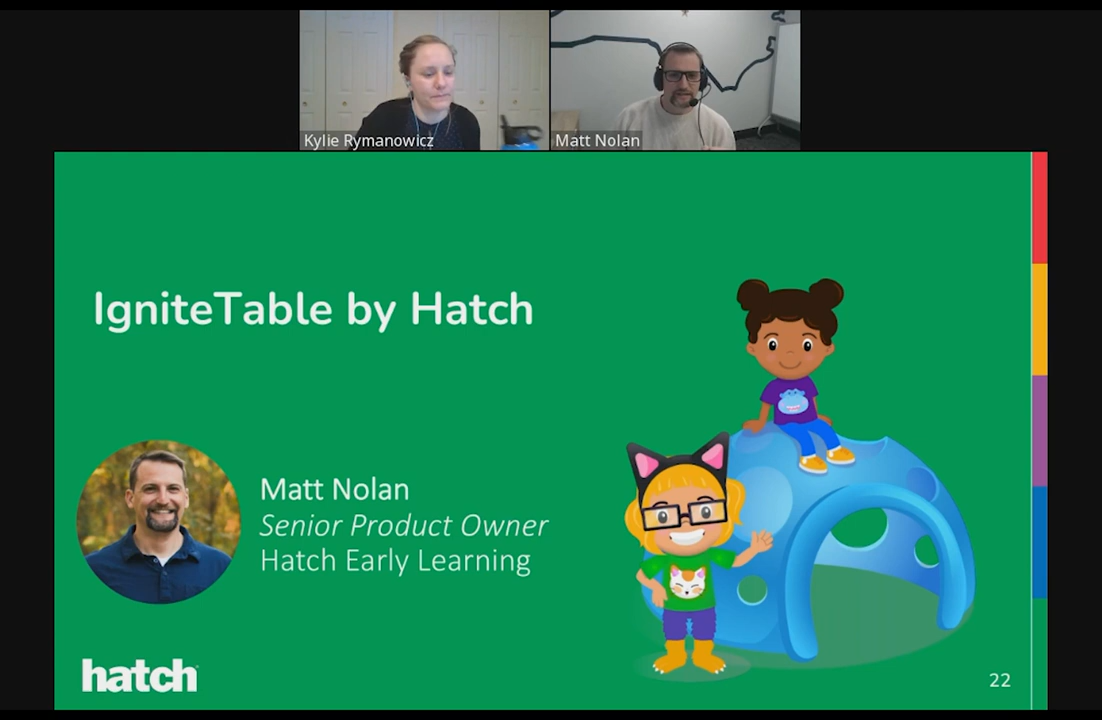 Kylie Rymanowicz
Matt Nolan
IgniteTable by Hatch
Matt Nolan
Senior Product Owner
Hatch Early Learning
hatch
22